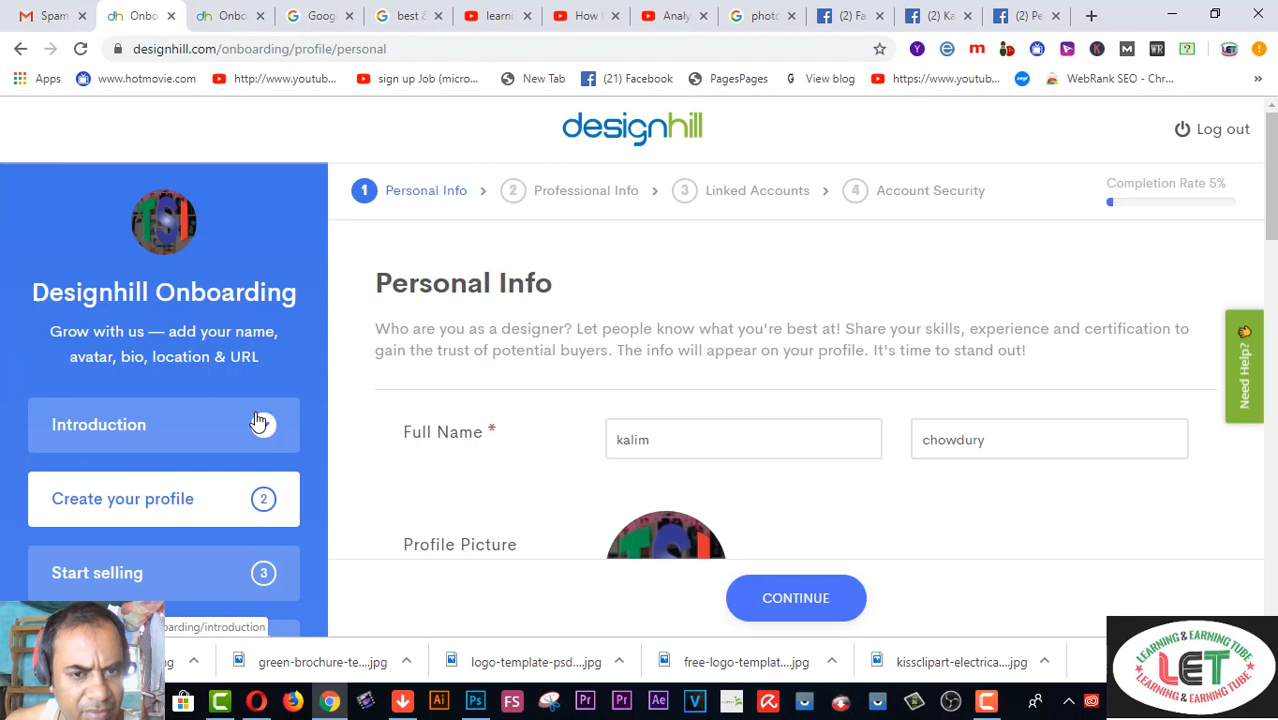 Spam
Onbo
Onbo
Goog
best &
learni
How t
Analy
photo
(2) Fa
(2) Ka
(2) Pe
designhill.com/onboarding/profile/personal
Apps
www.hotmovie.com
http://www.youtub...
sign up Job (micro...
New Tab
(21) Facebook
PagesPages
View blog
https://www.youtub...
WebRank SEO - Chr...
designhill
Log out
1 Personal Info
2 Professional Info
3 Linked Accounts
4 Account Security
Completion Rate 5%
TSI
Designhill Onboarding
Grow with us — add your name,
avatar, bio, location & URL
Introduction
Create your profile 2
Start selling 3
Personal Info
Who are you as a designer? Let people know what you're best at! Share your skills, experience and certification to
gain the trust of potential buyers. The info will appear on your profile. It's time to stand out!
Full Name *
kalim
chowdury
Profile Picture
CONTINUE
Need Help?
arding/introduction
green-brochure-te....jpg
logo-template-psd....jpg
free-logo-templat....jpg
kissclipart-electrica....jpg
LEARNING & EARNING TUBE
LET
LEARNING & EARNING TUBE